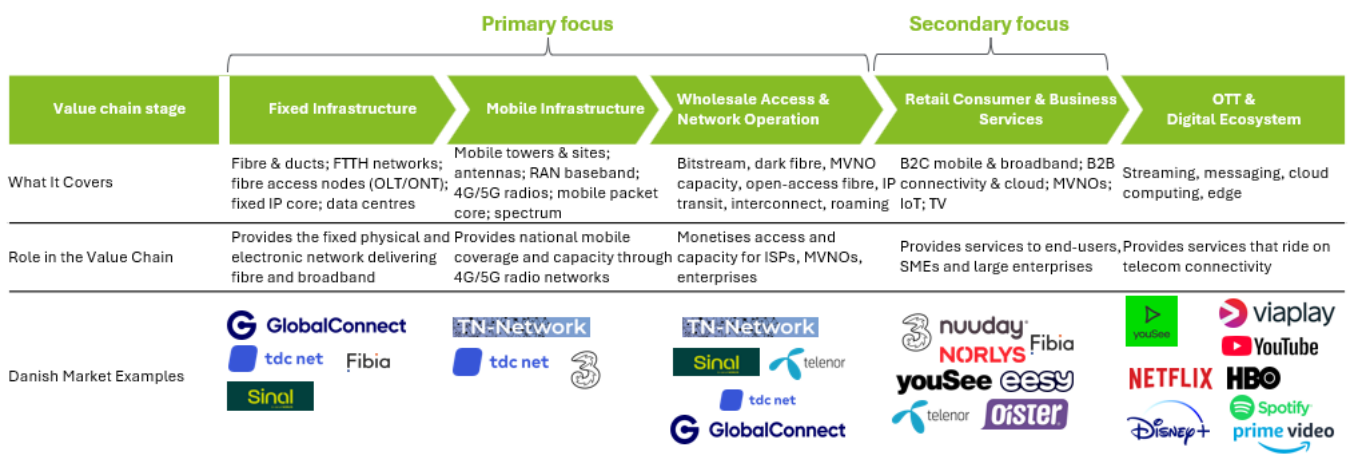 Primary focus
Secondary focus
Value chain stage
Fixed Infrastructure
Mobile Infrastructure
Wholesale Access &
Network Operation
Retail Consumer & Business
Services
OTT &
Digital Ecosystem
What It Covers
Fibre & ducts; FTTH networks;
fibre access nodes (OLT/ONT);
fixed IP core; data centres
Mobile towers & sites;
antennas; RAN baseband;
4G/5G radios; mobile packet
core; spectrum
Bitstream, dark fibre, MVNO
capacity, open-access fibre, IP
transit, interconnect, roaming
B2C mobile & broadband; B2B
connectivity & cloud; MVNOs;
IoT; TV
Streaming, messaging, cloud
computing, edge
Role in the Value Chain
Provides the fixed physical and
electronic network delivering
fibre and broadband
Provides national mobile
coverage and capacity through
4G/5G radio networks
Monetises access and
capacity for ISPs, MVNOs,
enterprises
Provides services to end-users,
SMEs and large enterprises
Provides services that ride on
telecom connectivity
Danish Market Examples
GlobalConnect
tdc net
Fibia
Sinal
TN-Network
tdc net
3
TN-Network
Sinal
telenor
tdc net
GlobalConnect
3
nuuday
NORLYS
Fibia
youSee
eesy
telenor
OiSTER
youSee
viaplay
YouTube
NETFLIX
HBO
Disney+
Spotify
prime video